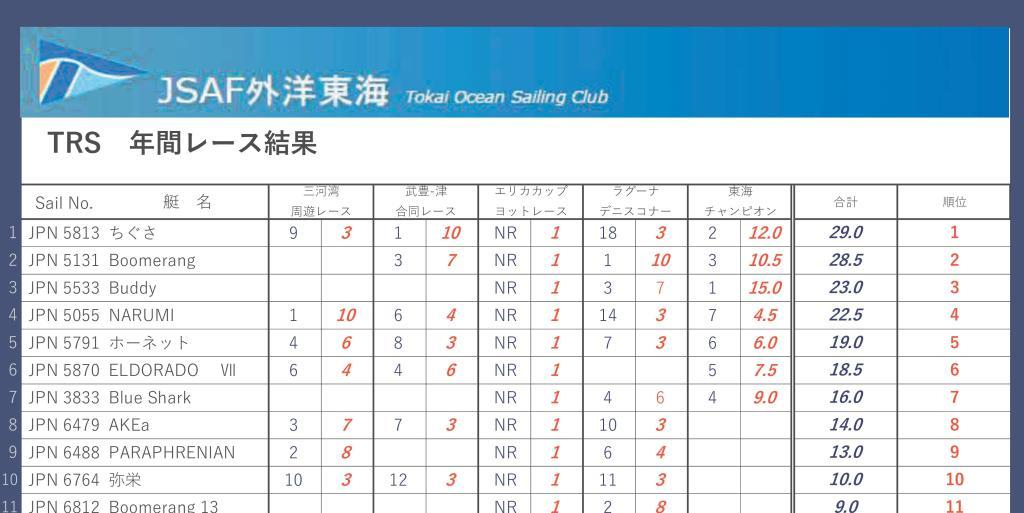 JSAF外洋東海 Tokai Ocean Sailing Club
TRS 年間レース結果
Sail No. 艇 名 三河湾 周遊レース 武豊-津 合同レース エリカカップ ヨットレース ラグーナ デニスコナー 東海 チャンピオン 合計 順位
1 JPN 5813 ちぐさ 9 3 1 10 NR 1 18 3 2 12.0 29.0 1
2 JPN 5131 Boomerang 3 7 NR 1 1 10 3 10.5 28.5 2
3 JPN 5533 Buddy NR 1 3 7 1 15.0 23.0 3
4 JPN 5055 NARUMI 1 10 6 4 NR 1 14 3 7 4.5 22.5 4
5 JPN 5791 ホーネット 4 6 8 3 NR 1 7 3 6 6.0 19.0 5
6 JPN 5870 ELDORADO Ⅶ 6 4 4 6 NR 1 5 7.5 18.5 6
7 JPN 3833 Blue Shark NR 1 4 6 4 9.0 16.0 7
8 JPN 6479 AKEa 3 7 7 3 NR 1 10 3 14.0 8
9 JPN 6488 PARAPHRENIAN 2 8 NR 1 6 4 13.0 9
10 JPN 6764 弥栄 10 3 12 3 NR 1 11 3 10.0 10
11 JPN 6812 Boomerang 13 NR 1 2 8 9.0 11